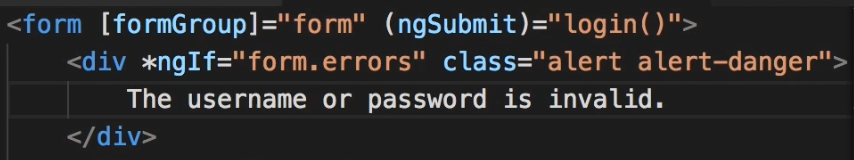 <form [formGroup]="form" (ngSubmit)="login()">
<div *ngIf="form.errors" class="alert alert-danger">
The username or password is invalid.
</div>